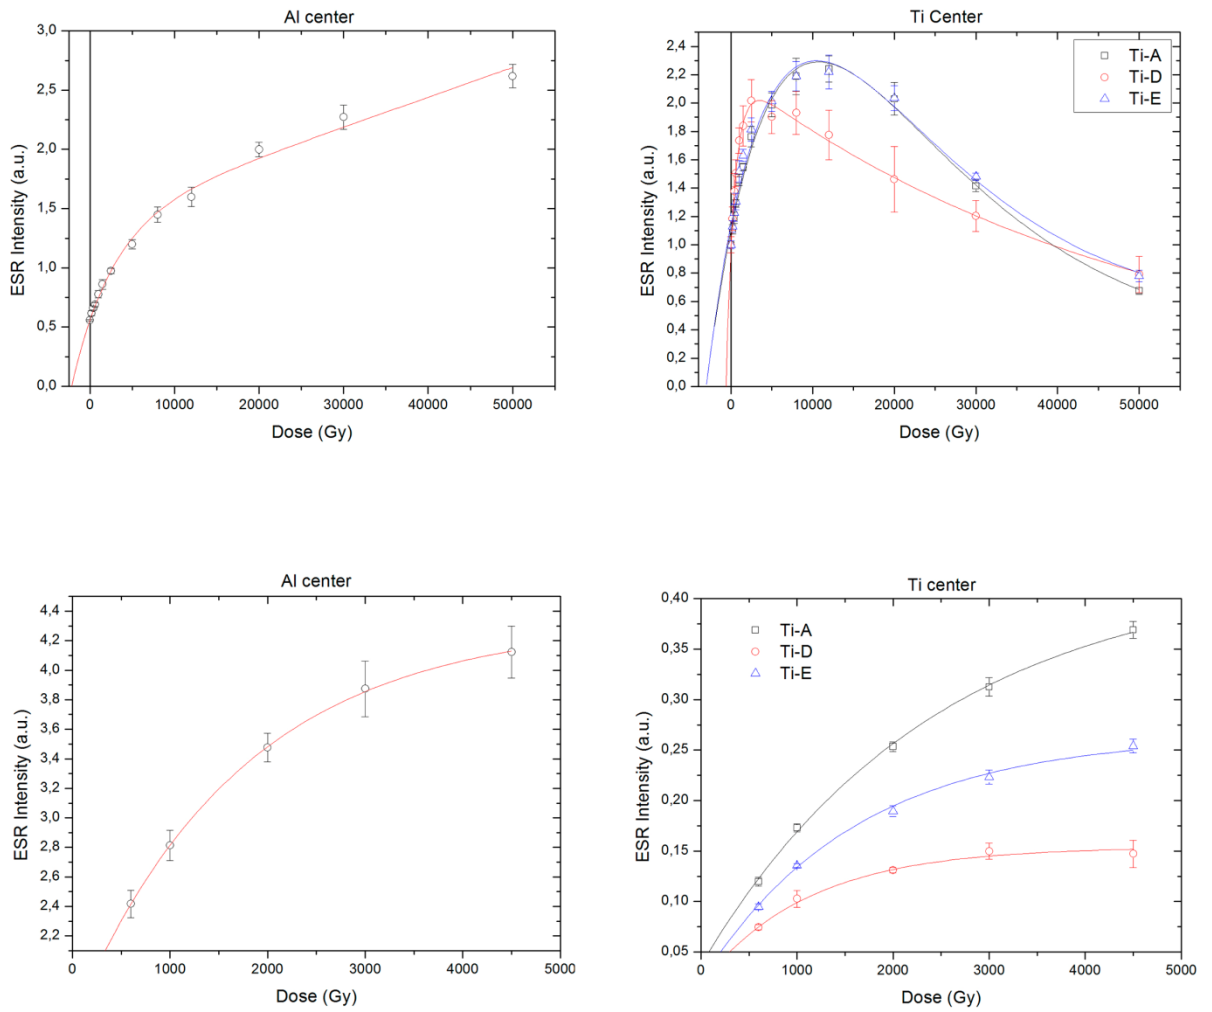 Al center
3,0
2,5
2,0
1,5
1,0
0,5
0,0
ESR Intensity (a.u.)
0 10000 20000 30000 40000 50000
Dose (Gy)
Ti Center
2,4
2,2
2,0
1,8
1,6
1,4
1,2
1,0
0,8
0,6
0,4
0,2
0,0
ESR Intensity (a.u.)
Ti-A
Ti-D
Ti-E
0 10000 20000 30000 40000 50000
Dose (Gy)
Al center
4,4
4,2
4,0
3,8
3,6
3,4
3,2
3,0
2,8
2,6
2,4
2,2
ESR Intensity (a.u.)
0 1000 2000 3000 4000 5000
Dose (Gy)
Ti center
0,40
0,35
0,30
0,25
0,20
0,15
0,10
0,05
ESR Intensity (a.u.)
Ti-A
Ti-D
Ti-E
0 1000 2000 3000 4000 5000
Dose (Gy)